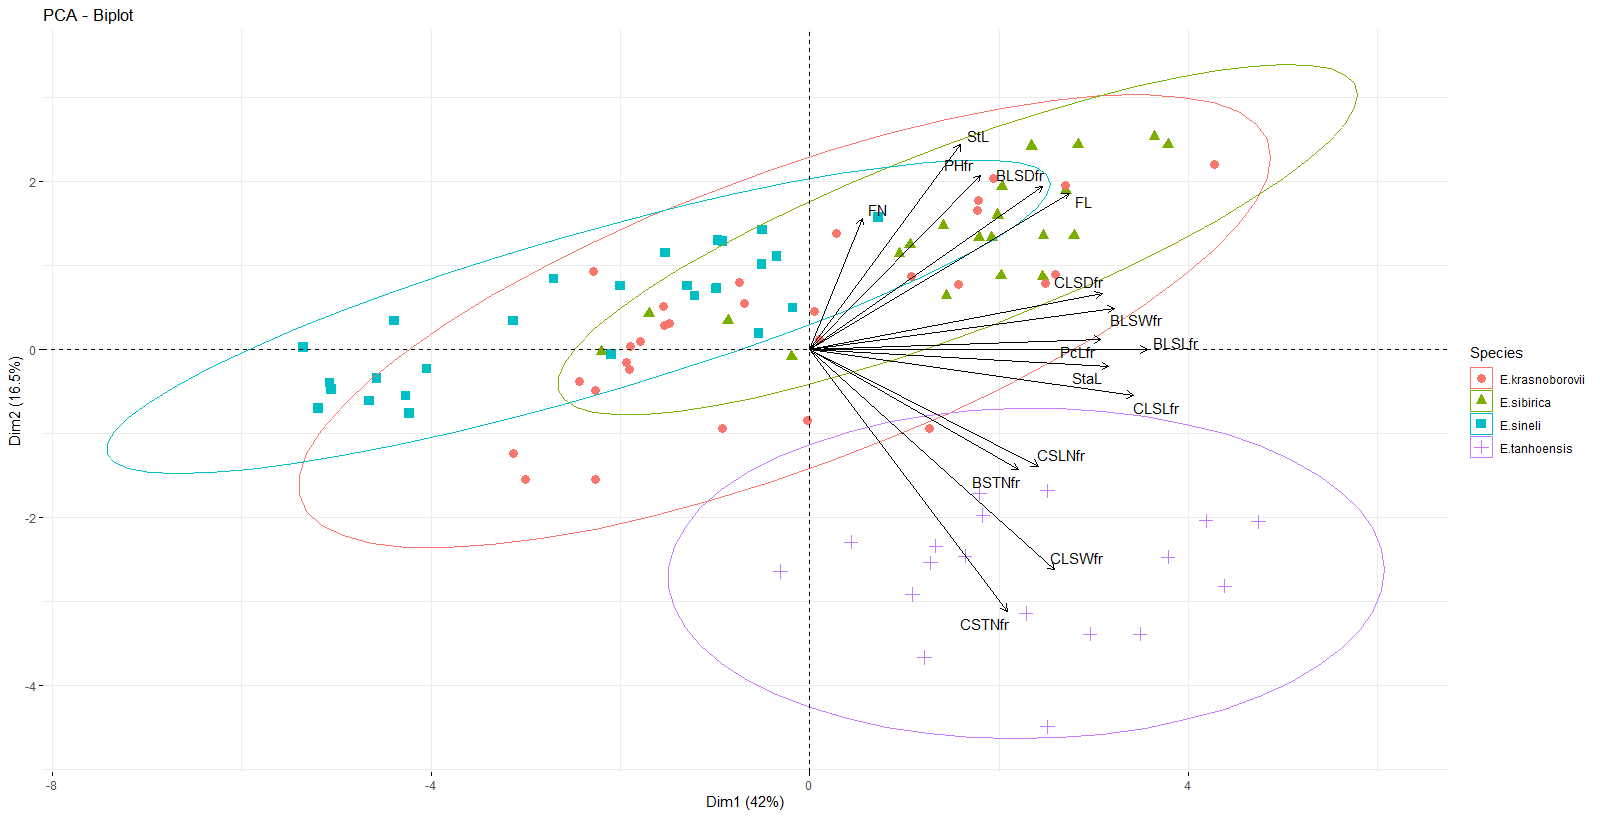 PCA - Biplot
StL
PHfr
BLSDfr
FL
FN
CLSDfr
BLSWfr
BLSLfr
PcLfr
StaL
CLSLfr
CSLNfr
BSTNfr
CLSWfr
CSTNfr
2
0
-2
-4
Dim2 (16.5%)
-8
-4
0
4
Dim1 (42%)
Species
E.krasnoborovii
E.sibirica
E.sineli
E.tanhoensis